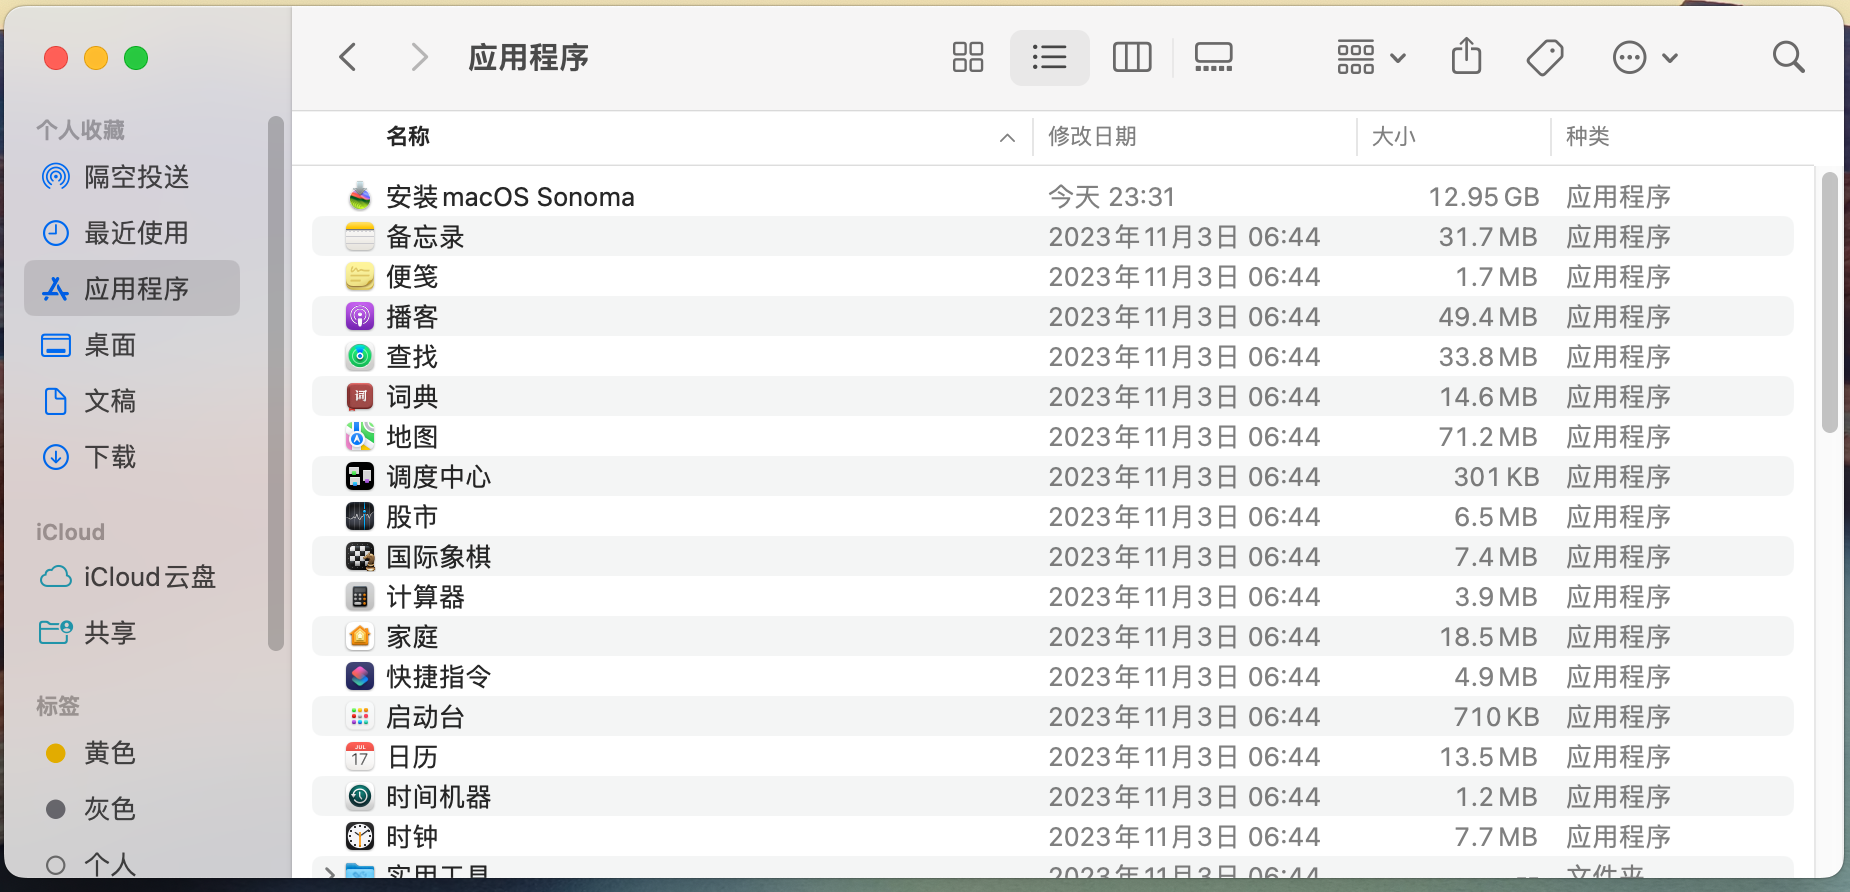 应用程序
个人收藏
隔空投送
最近使用
应用程序
桌面
文稿
下载
iCloud
iCloud云盘
共享
标签
黄色
灰色
个人
名称 修改日期 大小 种类
安装macOS Sonoma 今天 23:31 12.95 GB 应用程序
备忘录 2023年11月3日 06:44 31.7 MB 应用程序
便笺 2023年11月3日 06:44 1.7 MB 应用程序
播客 2023年11月3日 06:44 49.4 MB 应用程序
查找 2023年11月3日 06:44 33.8 MB 应用程序
词 词典 2023年11月3日 06:44 14.6 MB 应用程序
地图 2023年11月3日 06:44 71.2 MB 应用程序
调度中心 2023年11月3日 06:44 301 KB 应用程序
股市 2023年11月3日 06:44 6.5 MB 应用程序
国际象棋 2023年11月3日 06:44 7.4 MB 应用程序
计算器 2023年11月3日 06:44 3.9 MB 应用程序
家庭 2023年11月3日 06:44 18.5 MB 应用程序
快捷指令 2023年11月3日 06:44 4.9 MB 应用程序
启动台 2023年11月3日 06:44 710 KB 应用程序
JUL 17 日历 2023年11月3日 06:44 13.5 MB 应用程序
时间机器 2023年11月3日 06:44 1.2 MB 应用程序
时钟 2023年11月3日 06:44 7.7 MB 应用程序
实用工具 2023年11月3日 06:44 -- 文件夹